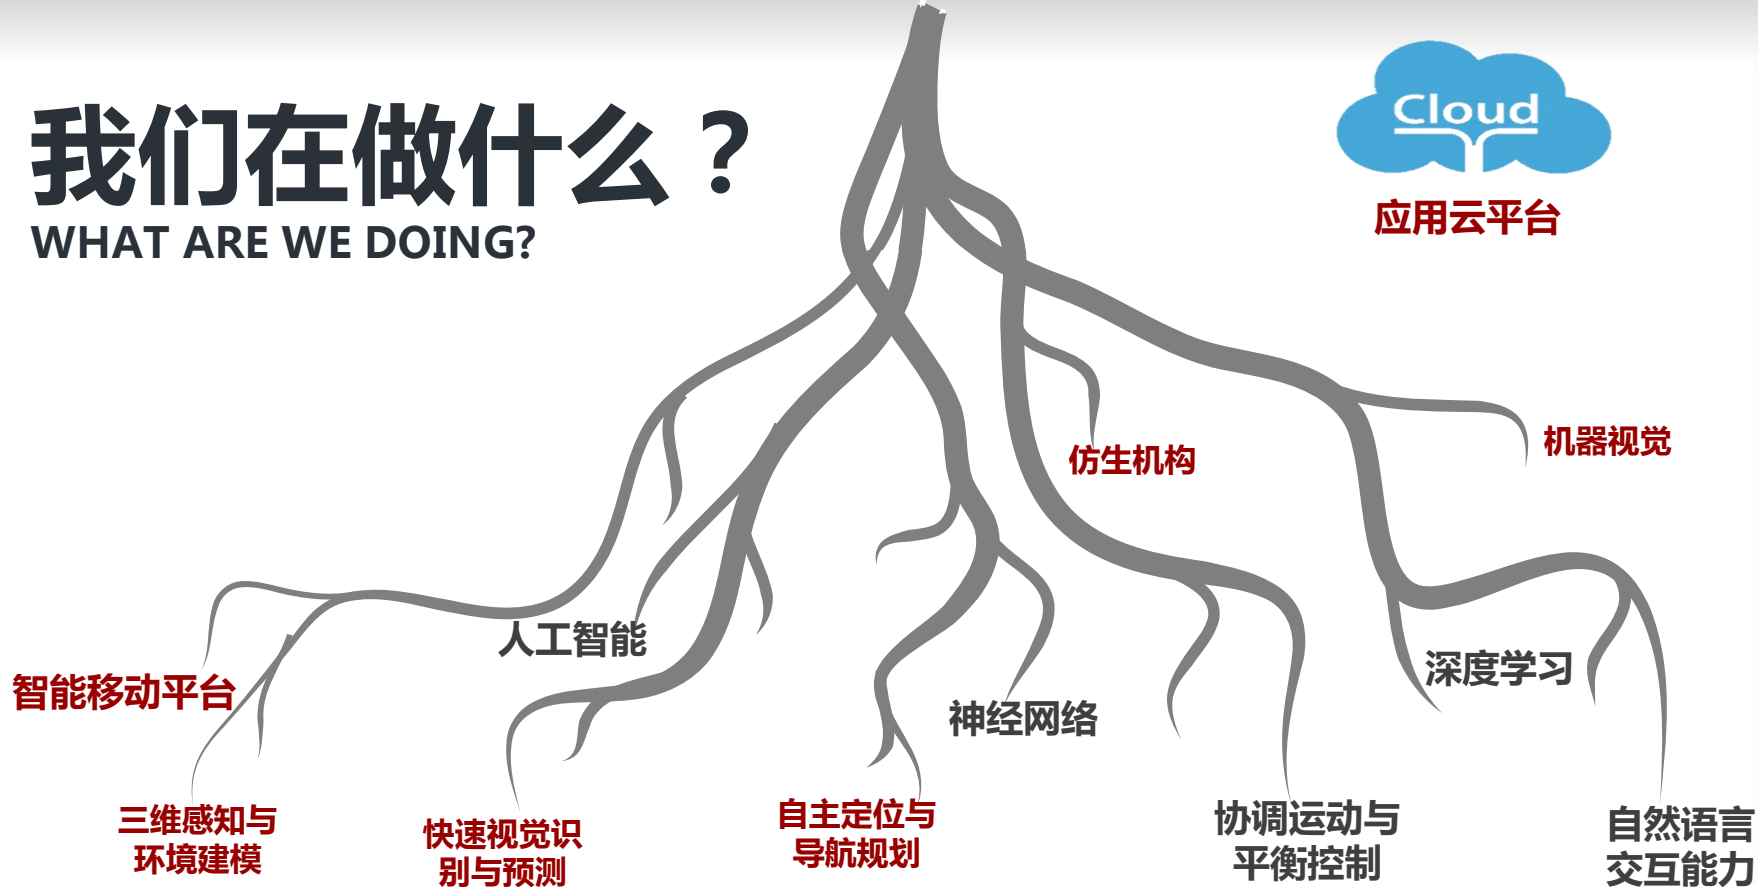 我们在做什么？
WHAT ARE WE DOING?
Cloud
应用云平台
机器视觉
仿生机构
人工智能
深度学习
智能移动平台
神经网络
三维感知与
环境建模
快速视觉识
别与预测
自主定位与
导航规划
协调运动与
平衡控制
自然语言
交互能力